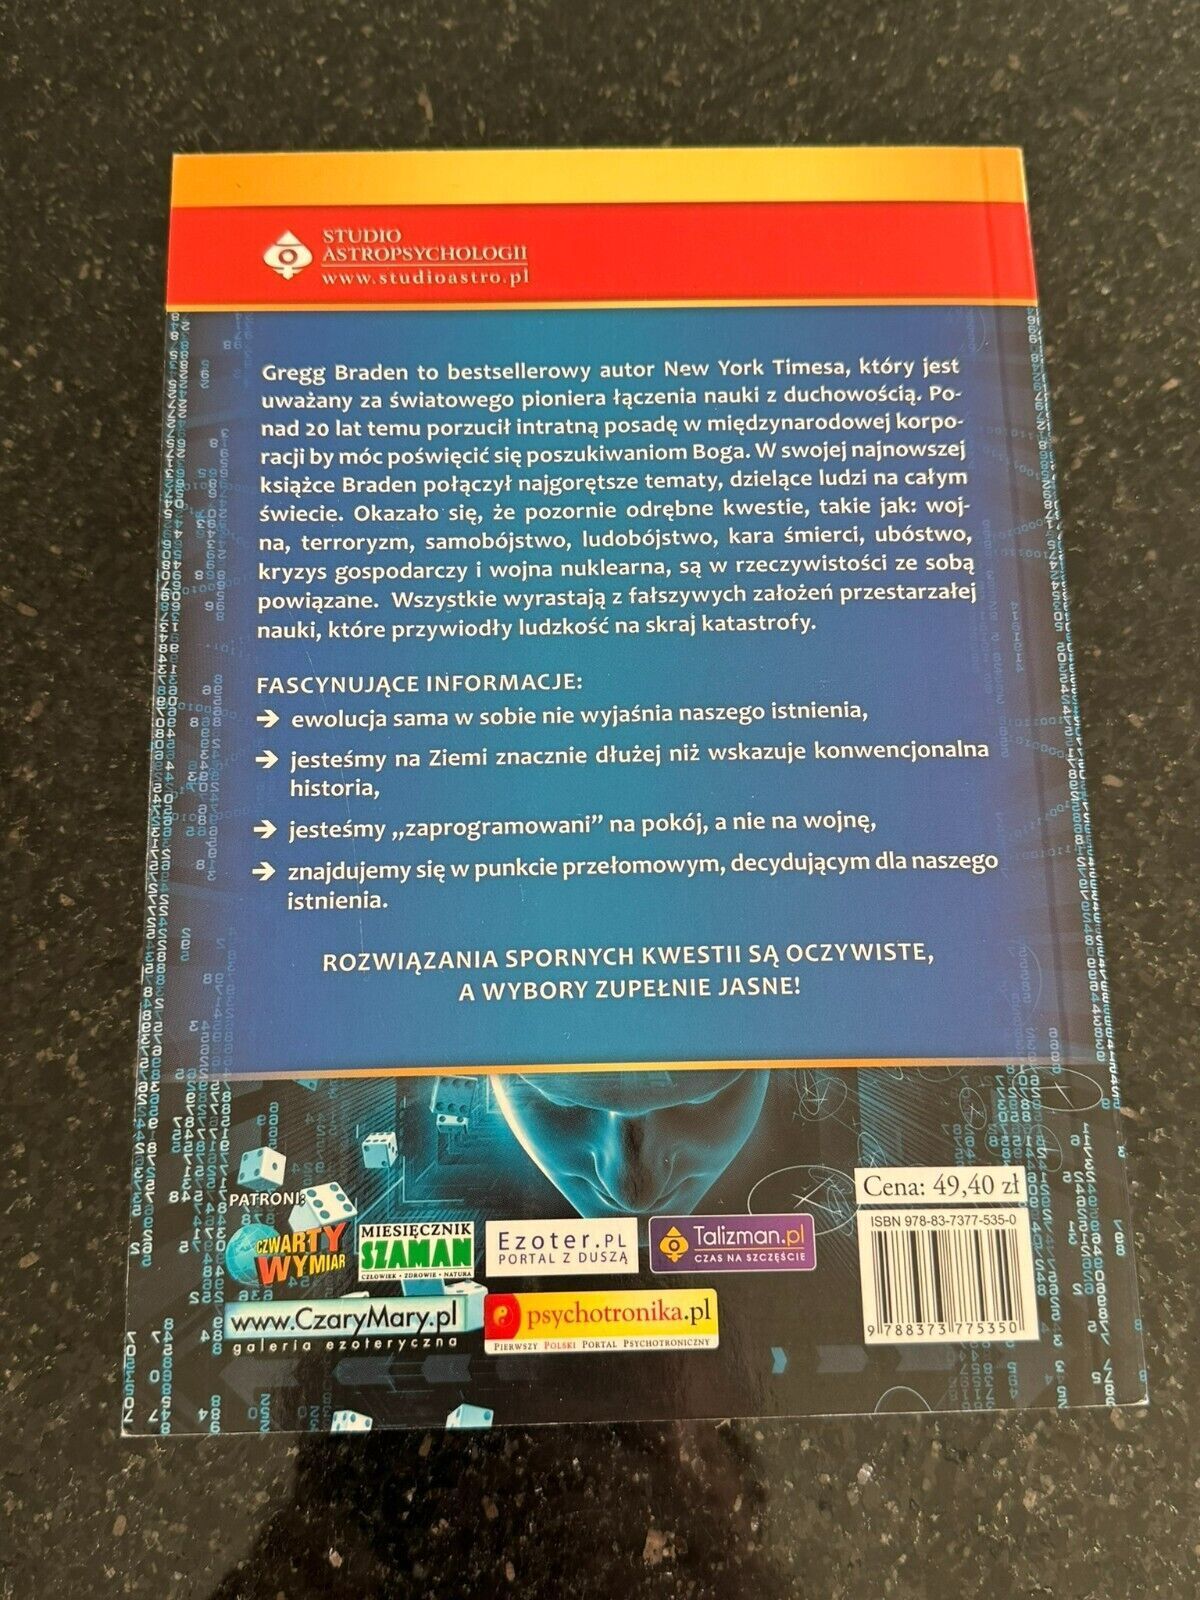 STUDIO
ASTROPSYCHOLOGII
www.studioastro.pl
Gregg Braden to bestsellerowy autor New York Timesa, który jest
uważany za światowego pioniera łączenia nauki z duchowością. Po-
nad 20 lat temu porzucił intratną posadę w międzynarodowej korpo-
racji by móc poświęcić się poszukiwaniom Boga. W swojej najnowszej
książce Braden połączył najgorętsze tematy, dzielące ludzi na całym
świecie. Okazało się, że pozornie odrębne kwestie, takie jak: woj-
na, terroryzm, samobójstwo, ludobójstwo, kara śmierci, ubóstwo,
kryzys gospodarczy i wojna nuklearna, są w rzeczywistości ze sobą
powiązane. Wszystkie wyrastają z fałszywych założeń przestarzałej
nauki, które przywiodły ludzkość na skraj katastrofy.
FASCYNUJĄCE INFORMACJE:
→ ewolucja sama w sobie nie wyjaśnia naszego istnienia,
→ jesteśmy na Ziemi znacznie dłużej niż wskazuje konwencjonalna
historia,
→ jesteśmy „zaprogramowani” na pokój, a nie na wojnę,
→ znajdujemy się w punkcie przełomowym, decydującym dla naszego
istnienia.
ROZWIĄZANIA SPORNYCH KWESTII SĄ OCZYWISTE,
A WYBORY ZUPEŁNIE JASNE!
PATRONI:
CZWARTY
WYMIAR
MIESIĘCZNIK
SZAMAN
CZŁOWIEK • ZDROWIE • NATURA
Ezoter.PL
PORTAL Z DUSZĄ
Talizman.pl
CZAS NA SZCZĘŚCIE
www.CzaryMary.pl
galeria ezoteryczna
psychotronika.pl
PIERWSZY POLSKI PORTAL PSYCHOTRONICZNY
Cena: 49,40 zł
ISBN 978-83-7377-535-0
9 788373 775350